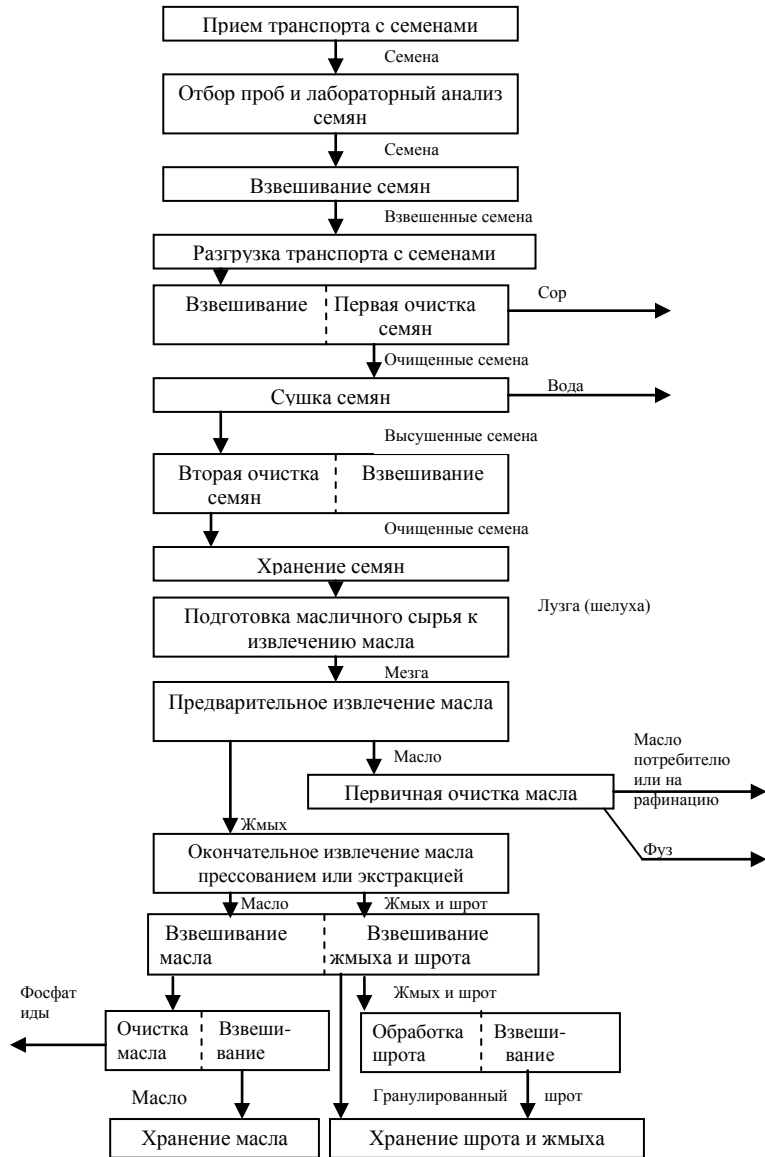 Прием транспорта с семенами
Семена
Отбор проб и лабораторный анализ
семян
Семена
Взвешивание семян
Взвешенные семена
Разгрузка транспорта с семенами
Взвешивание
Первая очистка
семян
Сор
Очищенные семена
Сушка семян
Вода
Высушенные семена
Вторая очистка
семян
Взвешивание
Очищенные семена
Хранение семян
Подготовка масличного сырья к
извлечению масла
Лузга (шелуха)
Мезга
Предварительное извлечение масла
Масло
Первичная очистка масла
Масло
потребителю
или на
рафинацию
Фуз
Жмых
Окончательное извлечение масла
прессованием или экстракцией
Масло
Жмых и шрот
Взвешивание
масла
Взвешивание
жмыха и шрота
Фосфат
иды
Жмых и шрот
Очистка
масла
Взвеши-
вание
Обработка
шрота
Взвеши-
вание
Масло
Гранулированный шрот
Хранение масла
Хранение шрота и жмыха